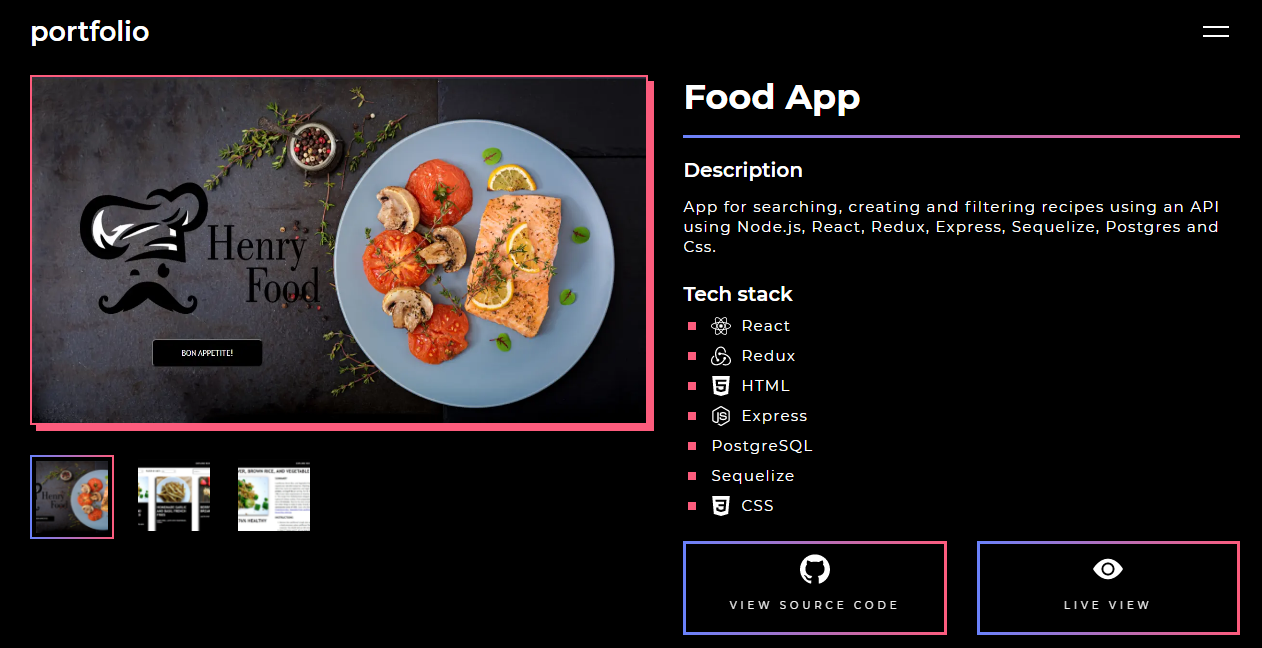 portfolio
Henry
Food
BON APPETITE!
Food App
Description
App for searching, creating and filtering recipes using an API
using Node.js, React, Redux, Express, Sequelize, Postgres and
Css.
Tech stack
React
Redux
HTML
Express
PostgreSQL
Sequelize
CSS
Henry
Food
VIEW SOURCE CODE
LIVE VIEW